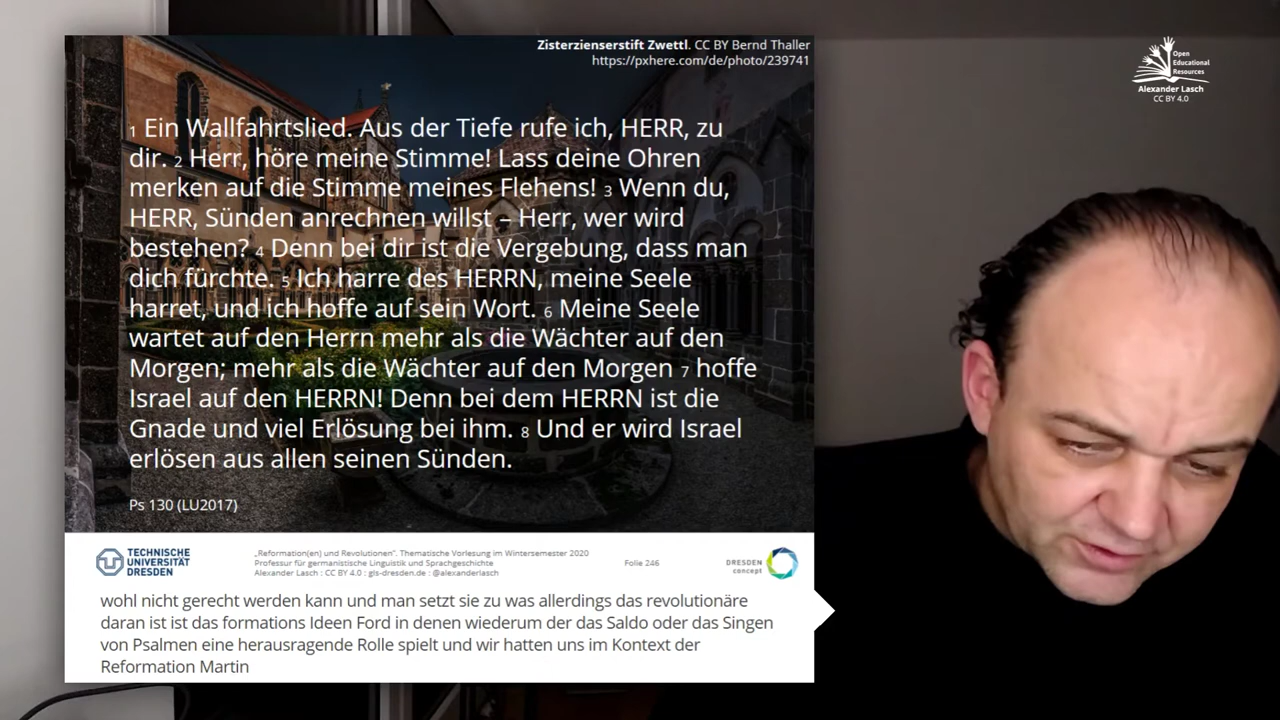 Zisterzienserstift Zwettl. CC BY Bernd Thaller
https://pxhere.com/de/photo/239741
Open
Educational
Resources
Alexander Lasch
CC BY 4.0
1 Ein Wallfahrtslied. Aus der Tiefe rufe ich, HERR, zu
dir. 2 Herr, höre meine Stimme! Lass deine Ohren
merken auf die Stimme meines Flehens! 3 Wenn du,
HERR, Sünden anrechnen willst – Herr, wer wird
bestehen? 4 Denn bei dir ist die Vergebung, dass man
dich fürchte. 5 Ich harre des HERRN, meine Seele
harret, und ich hoffe auf sein Wort. 6 Meine Seele
wartet auf den Herrn mehr als die Wächter auf den
Morgen; mehr als die Wächter auf den Morgen 7 hoffe
Israel auf den HERRN! Denn bei dem HERRN ist die
Gnade und viel Erlösung bei ihm. 8 Und er wird Israel
erlösen aus allen seinen Sünden.
Ps 130 (LU2017)
TECHNISCHE
UNIVERSITÄT
DRESDEN
„Reformation(en) und Revolutionen“. Thematische Vorlesung im Wintersemester 2020
Professur für germanistische Linguistik und Sprachgeschichte
Alexander Lasch : CC BY 4.0 : gls-dresden.de : @alexanderlasch
Folie 246
DRESDEN
concept
wohl nicht gerecht werden kann und man setzt sie zu was allerdings das revolutionäre
daran ist ist das formations Ideen Ford in denen wiederum der das Saldo oder das Singen
von Psalmen eine herausragende Rolle spielt und wir hatten uns im Kontext der
Reformation Martin